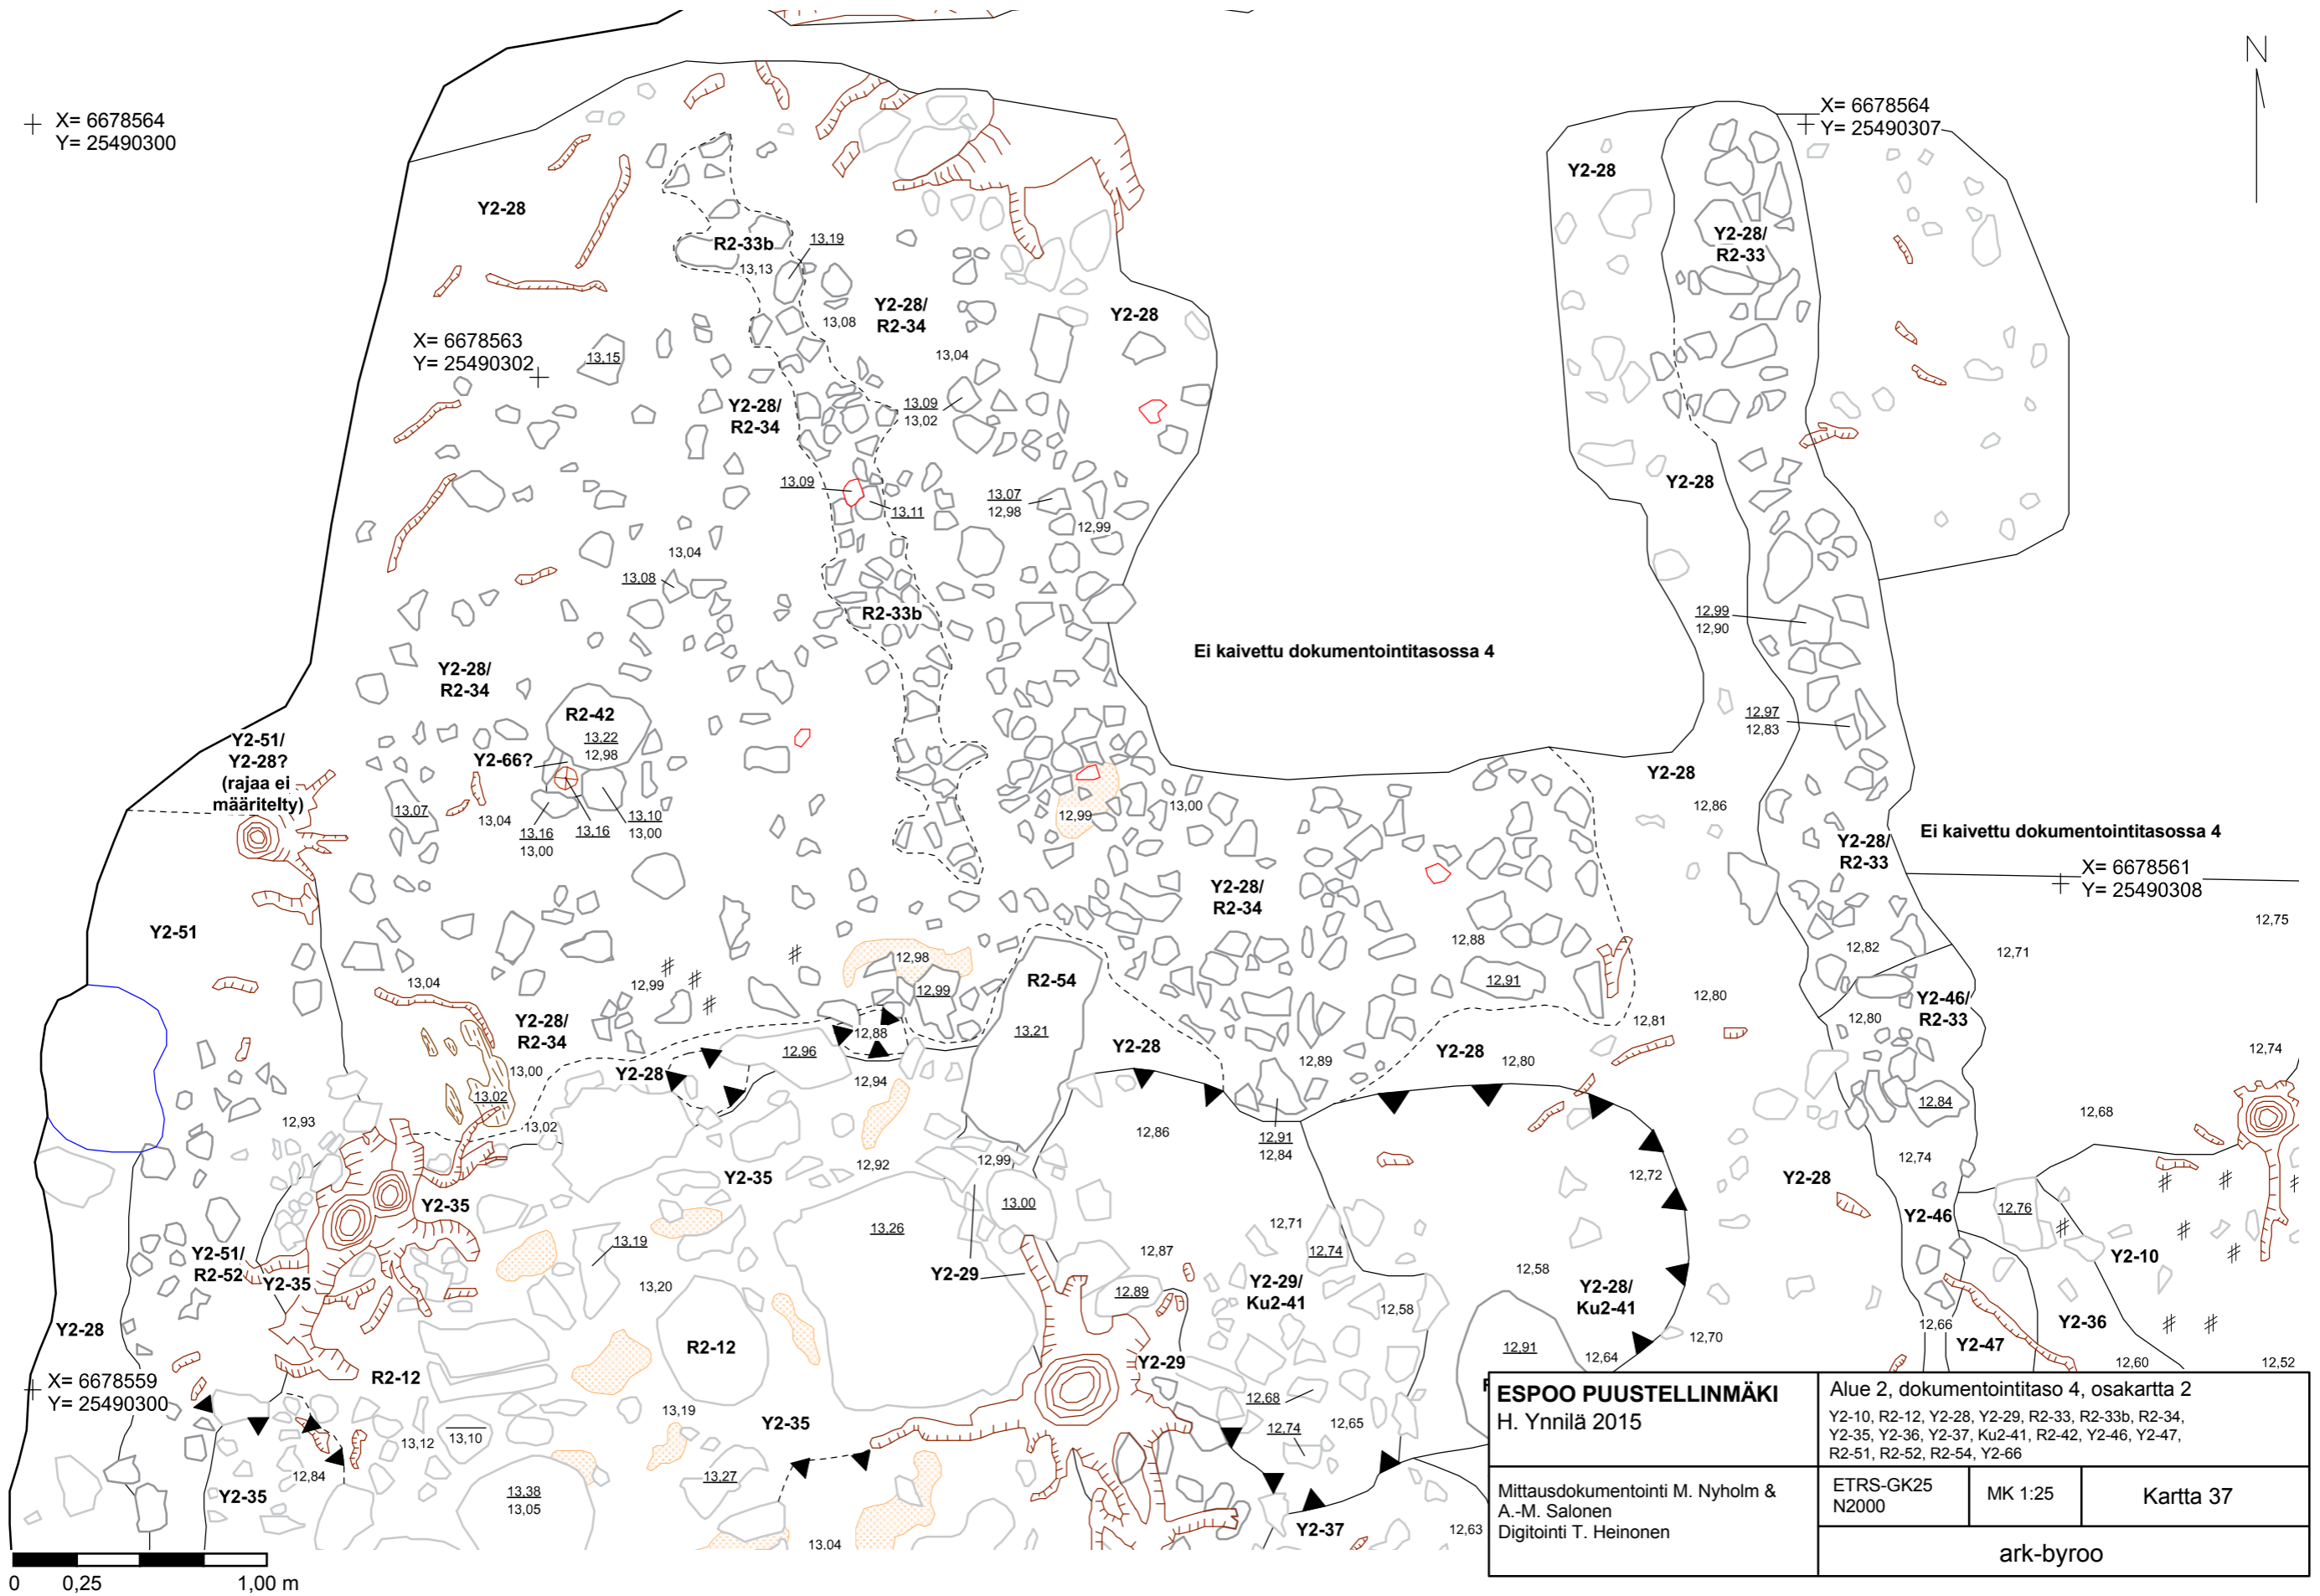 N
X= 6678564
Y= 25490300
X= 6678564
Y= 25490307
Y2-28
Y2-28
R2-33b
13,19
13,13
Y2-28/
R2-33
Y2-28/
R2-34
13,08
Y2-28
X= 6678563
Y= 25490302
13,15
13,04
Y2-28/
R2-34
13,09
13,02
13,09
13,11
13,07
12,98
12,99
Y2-28
13,04
13,08
R2-33b
12,99
12,90
Ei kaivettu dokumentointitasossa 4
Y2-28/
R2-34
R2-42
13,22
12,98
Y2-66?
12,97
12,83
Y2-51/
Y2-28?
(rajaa ei
määritelty)
13,07
13,04
13,16
13,00
13,16
13,10
13,00
12,99
13,00
Y2-28
12,86
Y2-28/
R2-33
Ei kaivettu dokumentointitasossa 4
X= 6678561
Y= 25490308
Y2-28/
R2-34
Y2-51
12,75
12,88
12,82
12,71
12,98
12,99
12,99
13,04
R2-54
12,91
12,80
Y2-46/
R2-33
Y2-28/
R2-34
12,88
13,21
12,81
12,80
12,96
Y2-28
12,94
Y2-28
12,89
Y2-28
12,80
12,74
13,00
13,02
12,84
12,68
12,93
13,02
12,86
12,91
12,84
12,92
12,99
12,74
12,72
Y2-28
Y2-35
Y2-35
13,00
12,76
Y2-46
13,26
12,71
13,19
12,74
Y2-51/
R2-52
Y2-35
12,87
Y2-10
13,20
Y2-29
12,89
Y2-29/
Ku2-41
12,58
Y2-28/
Ku2-41
12,58
Y2-28
12,66
Y2-36
12,70
Y2-47
R2-12
12,91
12,64
Y2-29
12,60
12,52
R2-12
X= 6678559
Y= 25490300
12,68
13,19
Y2-35
12,74
12,65
13,12
13,10
12,84
13,27
Y2-35
13,38
13,05
13,04
Y2-37
12,63
0
0,25
1,00 m
ESPOO PUUSTELLINMÄKI
H. Ynnilä 2015
Alue 2, dokumentointitaso 4, osakartta 2
Y2-10, R2-12, Y2-28, Y2-29, R2-33, R2-33b, R2-34,
Y2-35, Y2-36, Y2-37, Ku2-41, R2-42, Y2-46, Y2-47,
R2-51, R2-52, R2-54, Y2-66
Mittausdokumentointi M. Nyholm &
A.-M. Salonen
Digitointi T. Heinonen
ETRS-GK25
N2000
MK 1:25
Kartta 37
ark-byroo